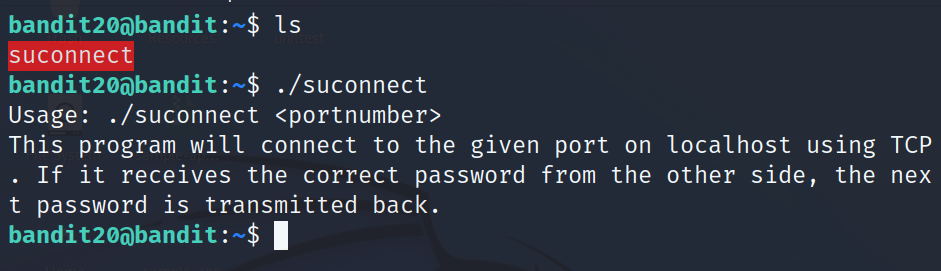 bandit20@bandit:~$ ls
suconnect
bandit20@bandit:~$ ./suconnect
Usage: ./suconnect <portnumber>
This program will connect to the given port on localhost using TCP
. If it receives the correct password from the other side, the nex
t password is transmitted back.
bandit20@bandit:~$